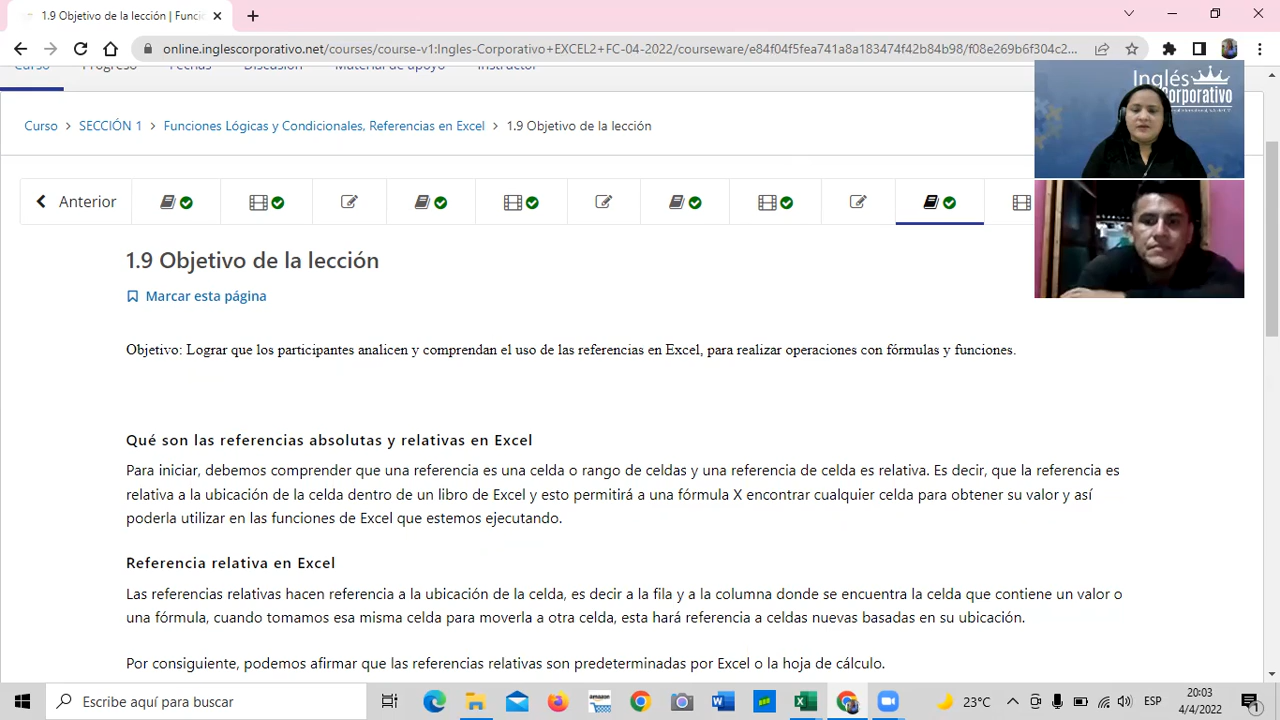 1.9 Objetivo de la lección | Funci
online.inglescorporativo.net/courses/course-v1:Ingles-Corporativo+EXCEL2+FC-04-2022/courseware/e84f04f5fea741a8a183474f42b84b98/f08e269b6f304c2...
Curso Progreso Fechas Discusión Material de apoyo Instructor
Inglés
Corporativo
Curso > SECCIÓN 1 > Funciones Lógicas y Condicionales, Referencias en Excel > 1.9 Objetivo de la lección
Anterior
1.9 Objetivo de la lección
Marcar esta página
Objetivo: Lograr que los participantes analicen y comprendan el uso de las referencias en Excel, para realizar operaciones con fórmulas y funciones.
Qué son las referencias absolutas y relativas en Excel
Para iniciar, debemos comprender que una referencia es una celda o rango de celdas y una referencia de celda es relativa. Es decir, que la referencia es
relativa a la ubicación de la celda dentro de un libro de Excel y esto permitirá a una fórmula X encontrar cualquier celda para obtener su valor y así
poderla utilizar en las funciones de Excel que estemos ejecutando.
Referencia relativa en Excel
Las referencias relativas hacen referencia a la ubicación de la celda, es decir a la fila y a la columna donde se encuentra la celda que contiene un valor o
una fórmula, cuando tomamos esa misma celda para moverla a otra celda, esta hará referencia a celdas nuevas basadas en su ubicación.
Por consiguiente, podemos afirmar que las referencias relativas son predeterminadas por Excel o la hoja de cálculo.
Escribe aquí para buscar
amazon
23°C
ESP
20:03
4/4/2022
1